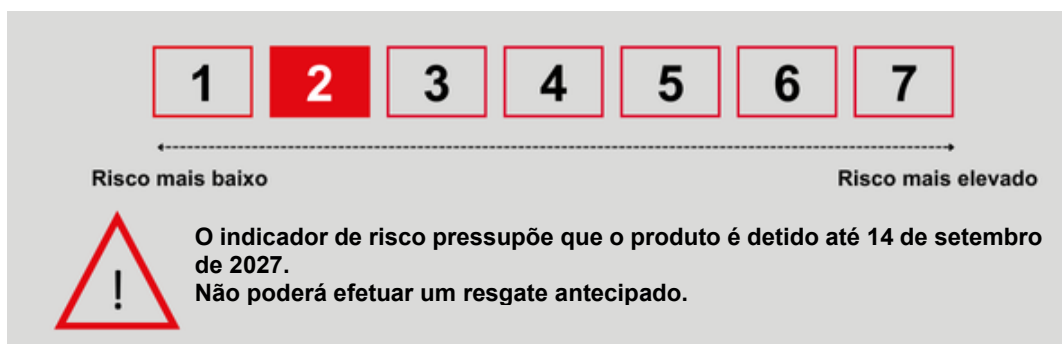 1 2 3 4 5 6 7
Risco mais baixo Risco mais elevado
O indicador de risco pressupõe que o produto é detido até 14 de setembro
de 2027.
Não poderá efetuar um resgate antecipado.
!